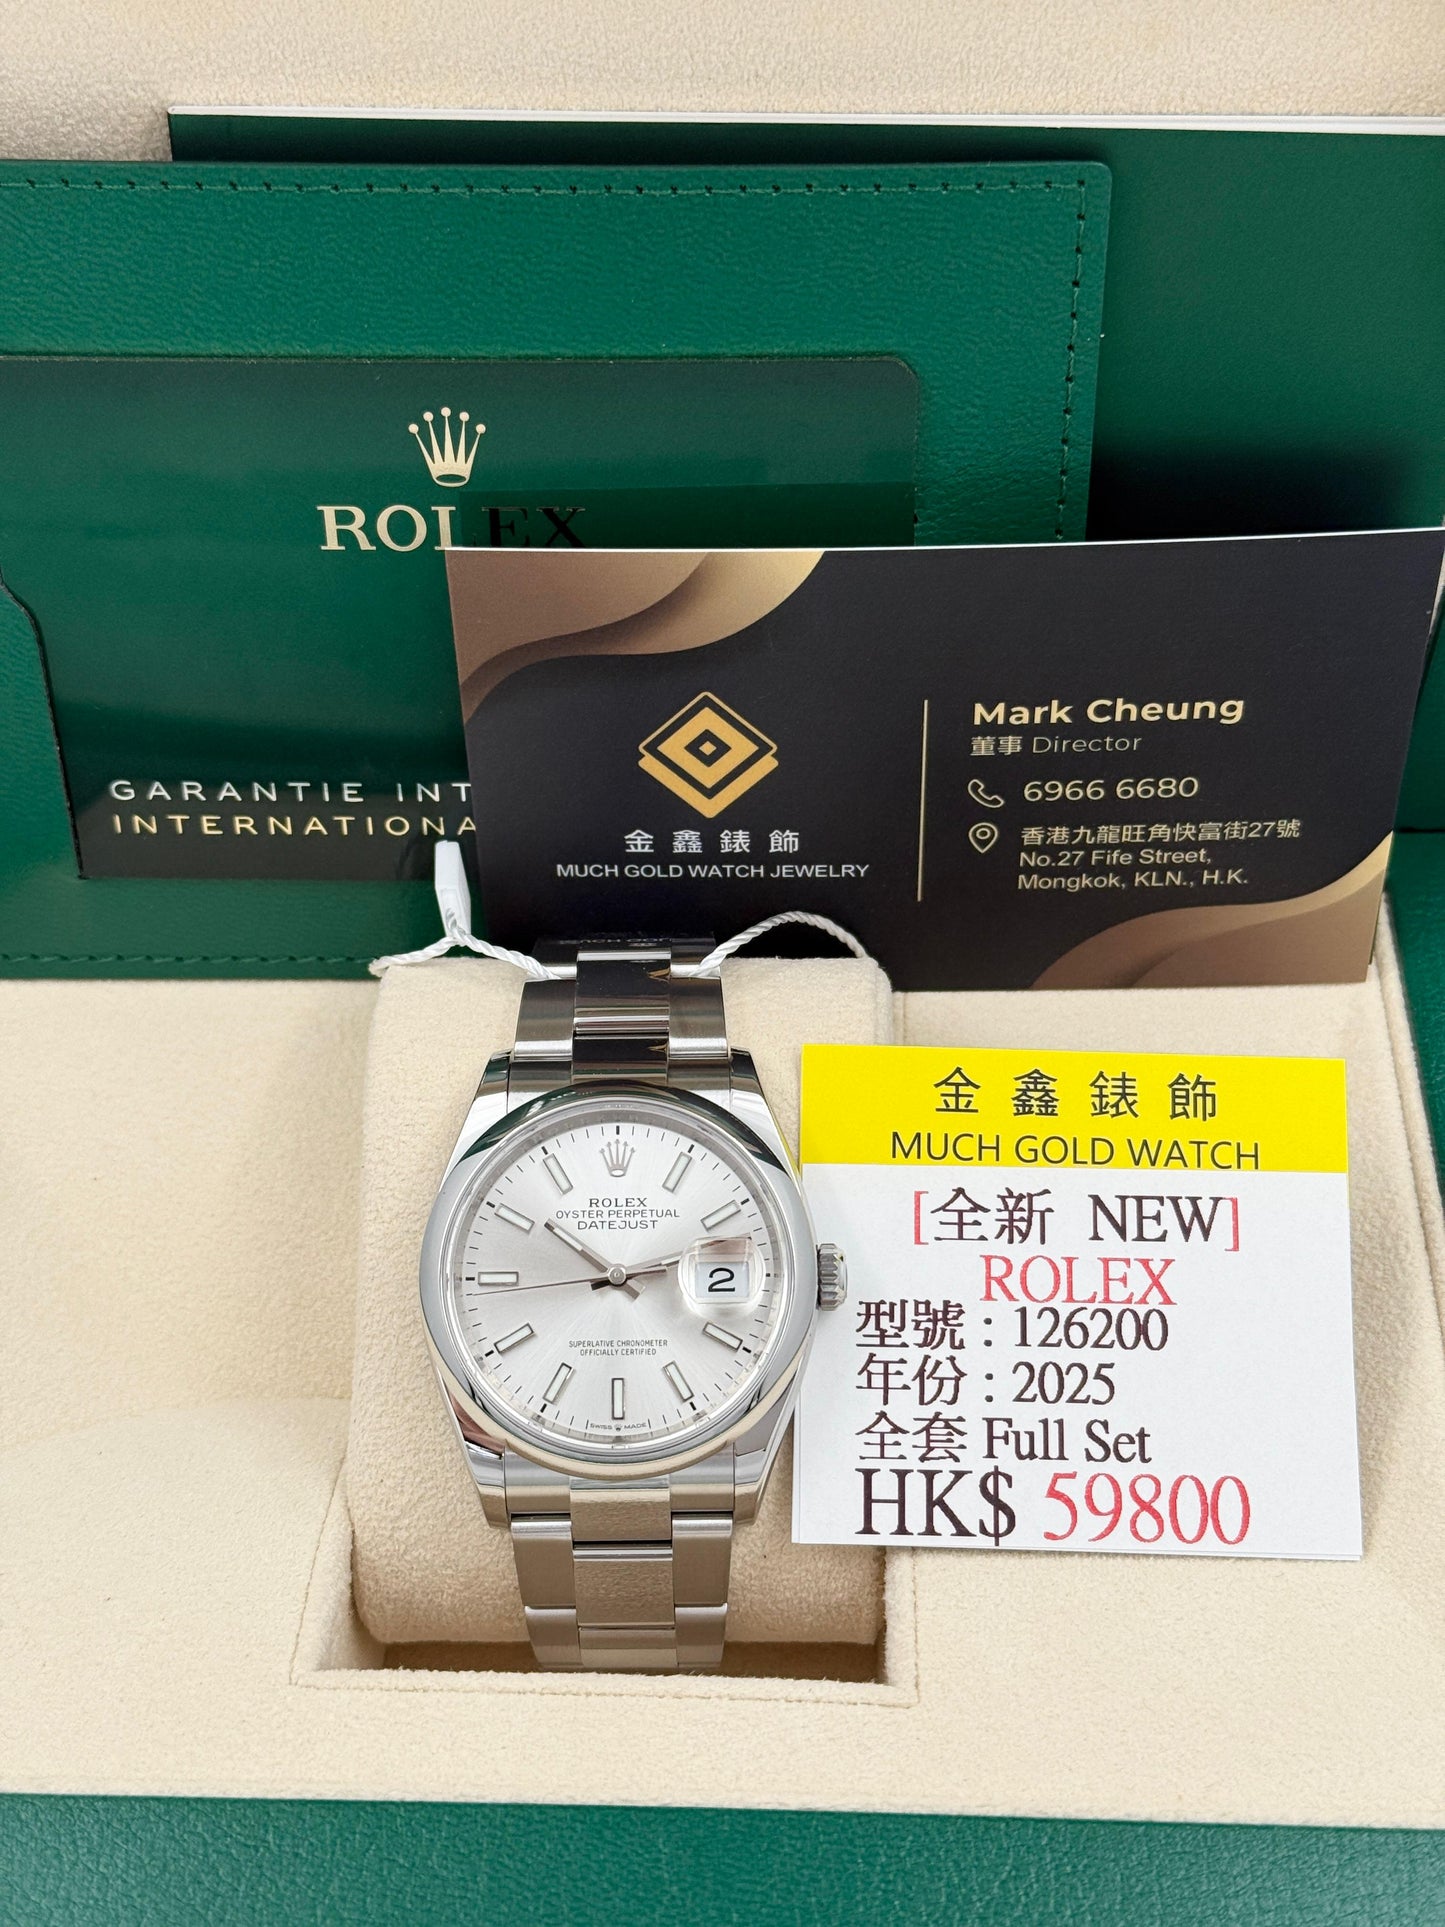 ROLEX
GARANTIE INT
INTERNATIONA
Mark Cheung
董事 Director
6966 6680
香港九龍旺角快富街27號
No.27 Fife Street,
Mongkok, KLN., H.K.
金鑫錶飾
MUCH GOLD WATCH JEWELRY
金鑫錶飾
MUCH GOLD WATCH
[全新 NEW]
ROLEX
型號 : 126200
年份 : 2025
全套 Full Set
HK$ 59800
ROLEX
OYSTER PERPETUAL
DATEJUST
2
SUPERLATIVE CHRONOMETER
OFFICIALLY CERTIFIED
SWISS MADE